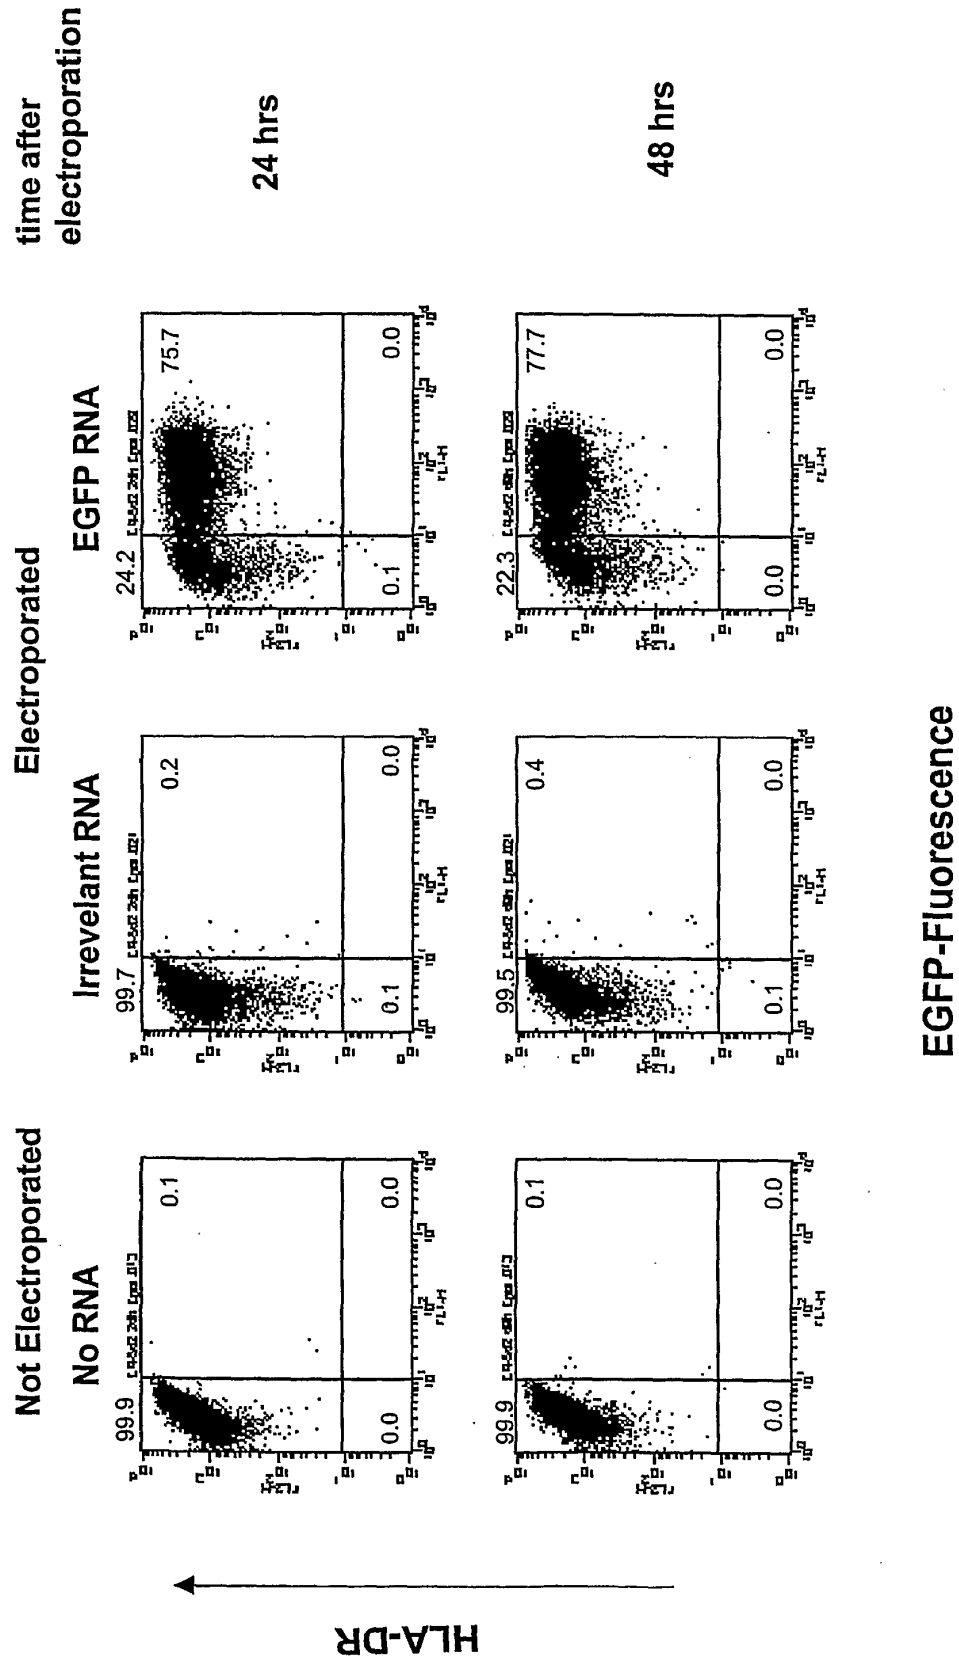 Not Electroporated
Electroporated
time after
electroporation
No RNA
Irrevelant RNA
EGFP RNA
99.9
0.1
0.0
0.0
99.7
0.2
0.1
0.0
24.2
75.7
0.1
0.0
24 hrs
99.9
0.1
0.0
0.0
99.5
0.4
0.1
0.0
22.3
77.7
0.0
0.0
48 hrs
HLA-DR
EGFP-Fluorescence